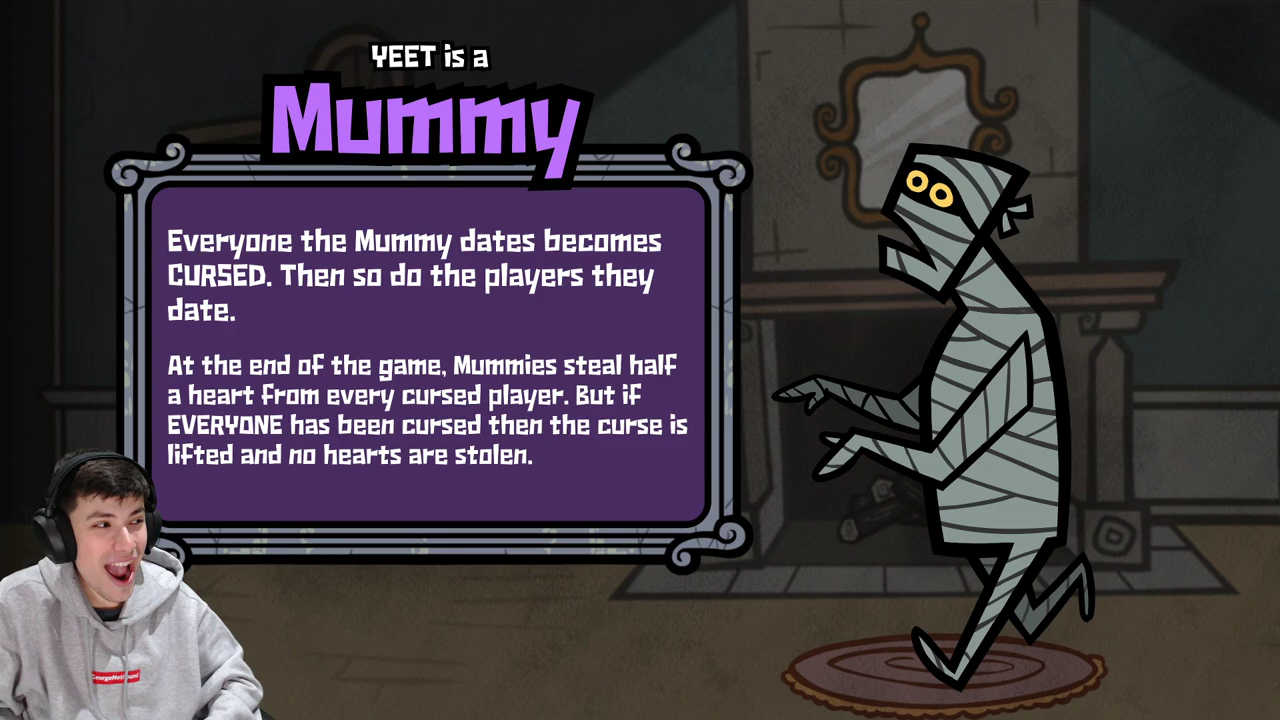 YEET is a
Mummy
Everyone the Mummy dates becomes
CURSED. Then so do the players they
date.
At the end of the game, Mummies steal half
a heart from every cursed player. But if
EVERYONE has been cursed then the curse is
lifted and no hearts are stolen.
GeorgeNotFound